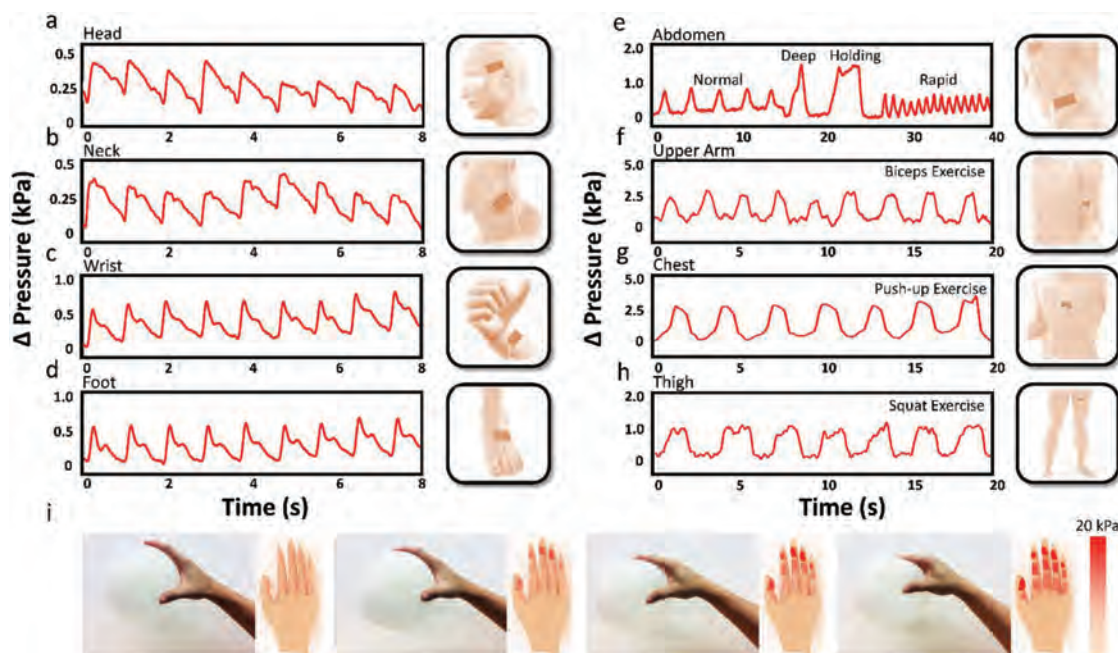 a
Head
0.5
0.25
0
0 2 4 6 8
b
Neck
0.5
0.25
0
0 2 4 6 8
c
Wrist
1.0
0.5
0
0 2 4 6 8
d
Foot
1.0
0.5
0
0 2 4 6 8
Δ Pressure (kPa)
Time (s)
e
Abdomen
2.0
1.0
0
Normal
Deep
Holding
Rapid
0 10 20 30 40
f
Upper Arm
5.0
2.5
0
Biceps Exercise
0 5 10 15 20
g
Chest
5.0
2.5
0
Push-up Exercise
0 5 10 15 20
h
Thigh
2.0
1.0
0.0
Squat Exercise
0 5 10 15 20
Δ Pressure (kPa)
Time (s)
i
20 kPa